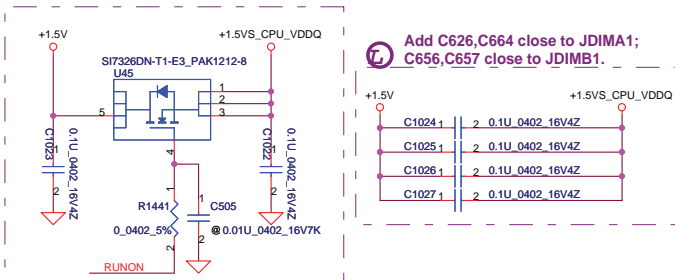 +1.5V
+1.5VS_CPU_VDDQ
SI7326DN-T1-E3_PAK1212-8
U45
5
1
2
3
4
C1023
0.1U_0402_16V4Z
1
2
C1022
0.1U_0402_16V4Z
1
2
R1441
0_0402_5%
1
2
C505
@ 0.01U_0402_16V7K
1
2
RUNON
L
Add C626,C664 close to JDIMA1;
C656,C657 close to JDIMB1.
+1.5V
+1.5VS_CPU_VDDQ
C1024 1 2 0.1U_0402_16V4Z
C1025 1 2 0.1U_0402_16V4Z
C1026 1 2 0.1U_0402_16V4Z
C1027 1 2 0.1U_0402_16V4Z